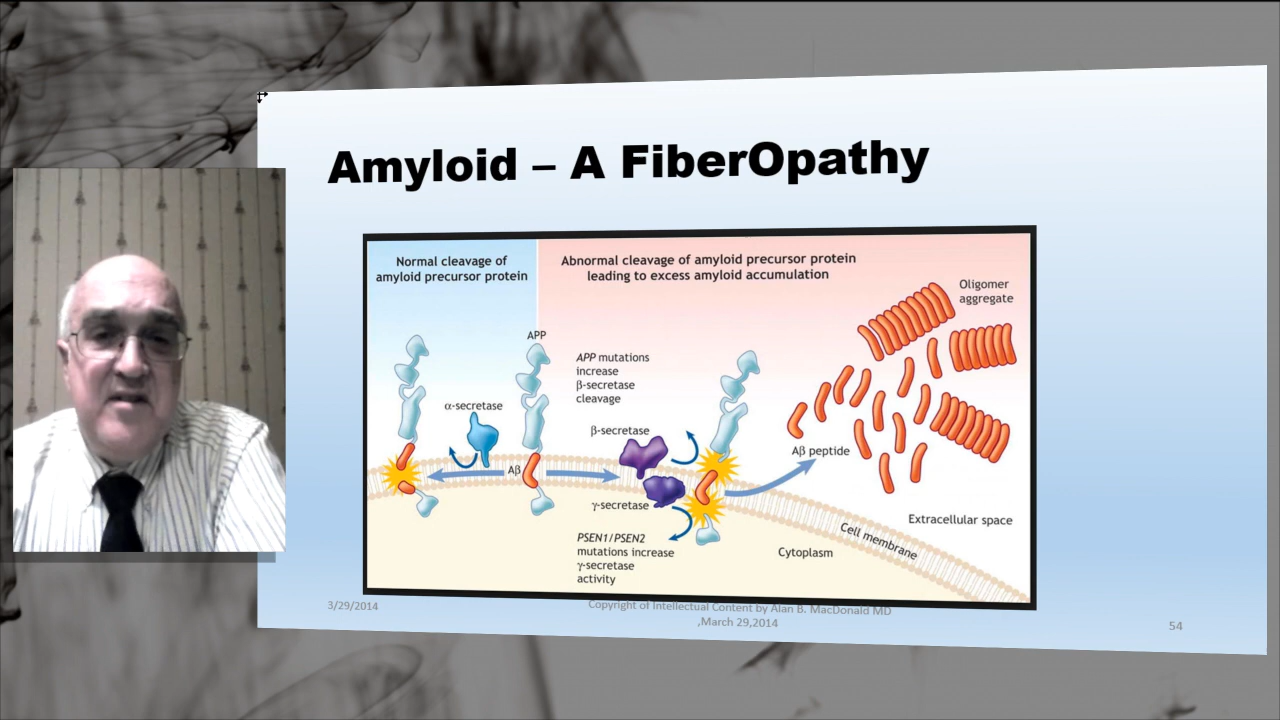 Amyloid – A FiberOpathy
Normal cleavage of
amyloid precursor protein
Abnormal cleavage of amyloid precursor protein
leading to excess amyloid accumulation
Oligomer
aggregate
APP
APP mutations
increase
β-secretase
cleavage
α-secretase
β-secretase
Aβ
Aβ peptide
γ-secretase
Extracellular space
Cell membrane
PSEN1/PSEN2
mutations increase
γ-secretase
activity
Cytoplasm
3/29/2014
Copyright of Intellectual Content by Alan B. MacDonald MD
,March 29,2014
54